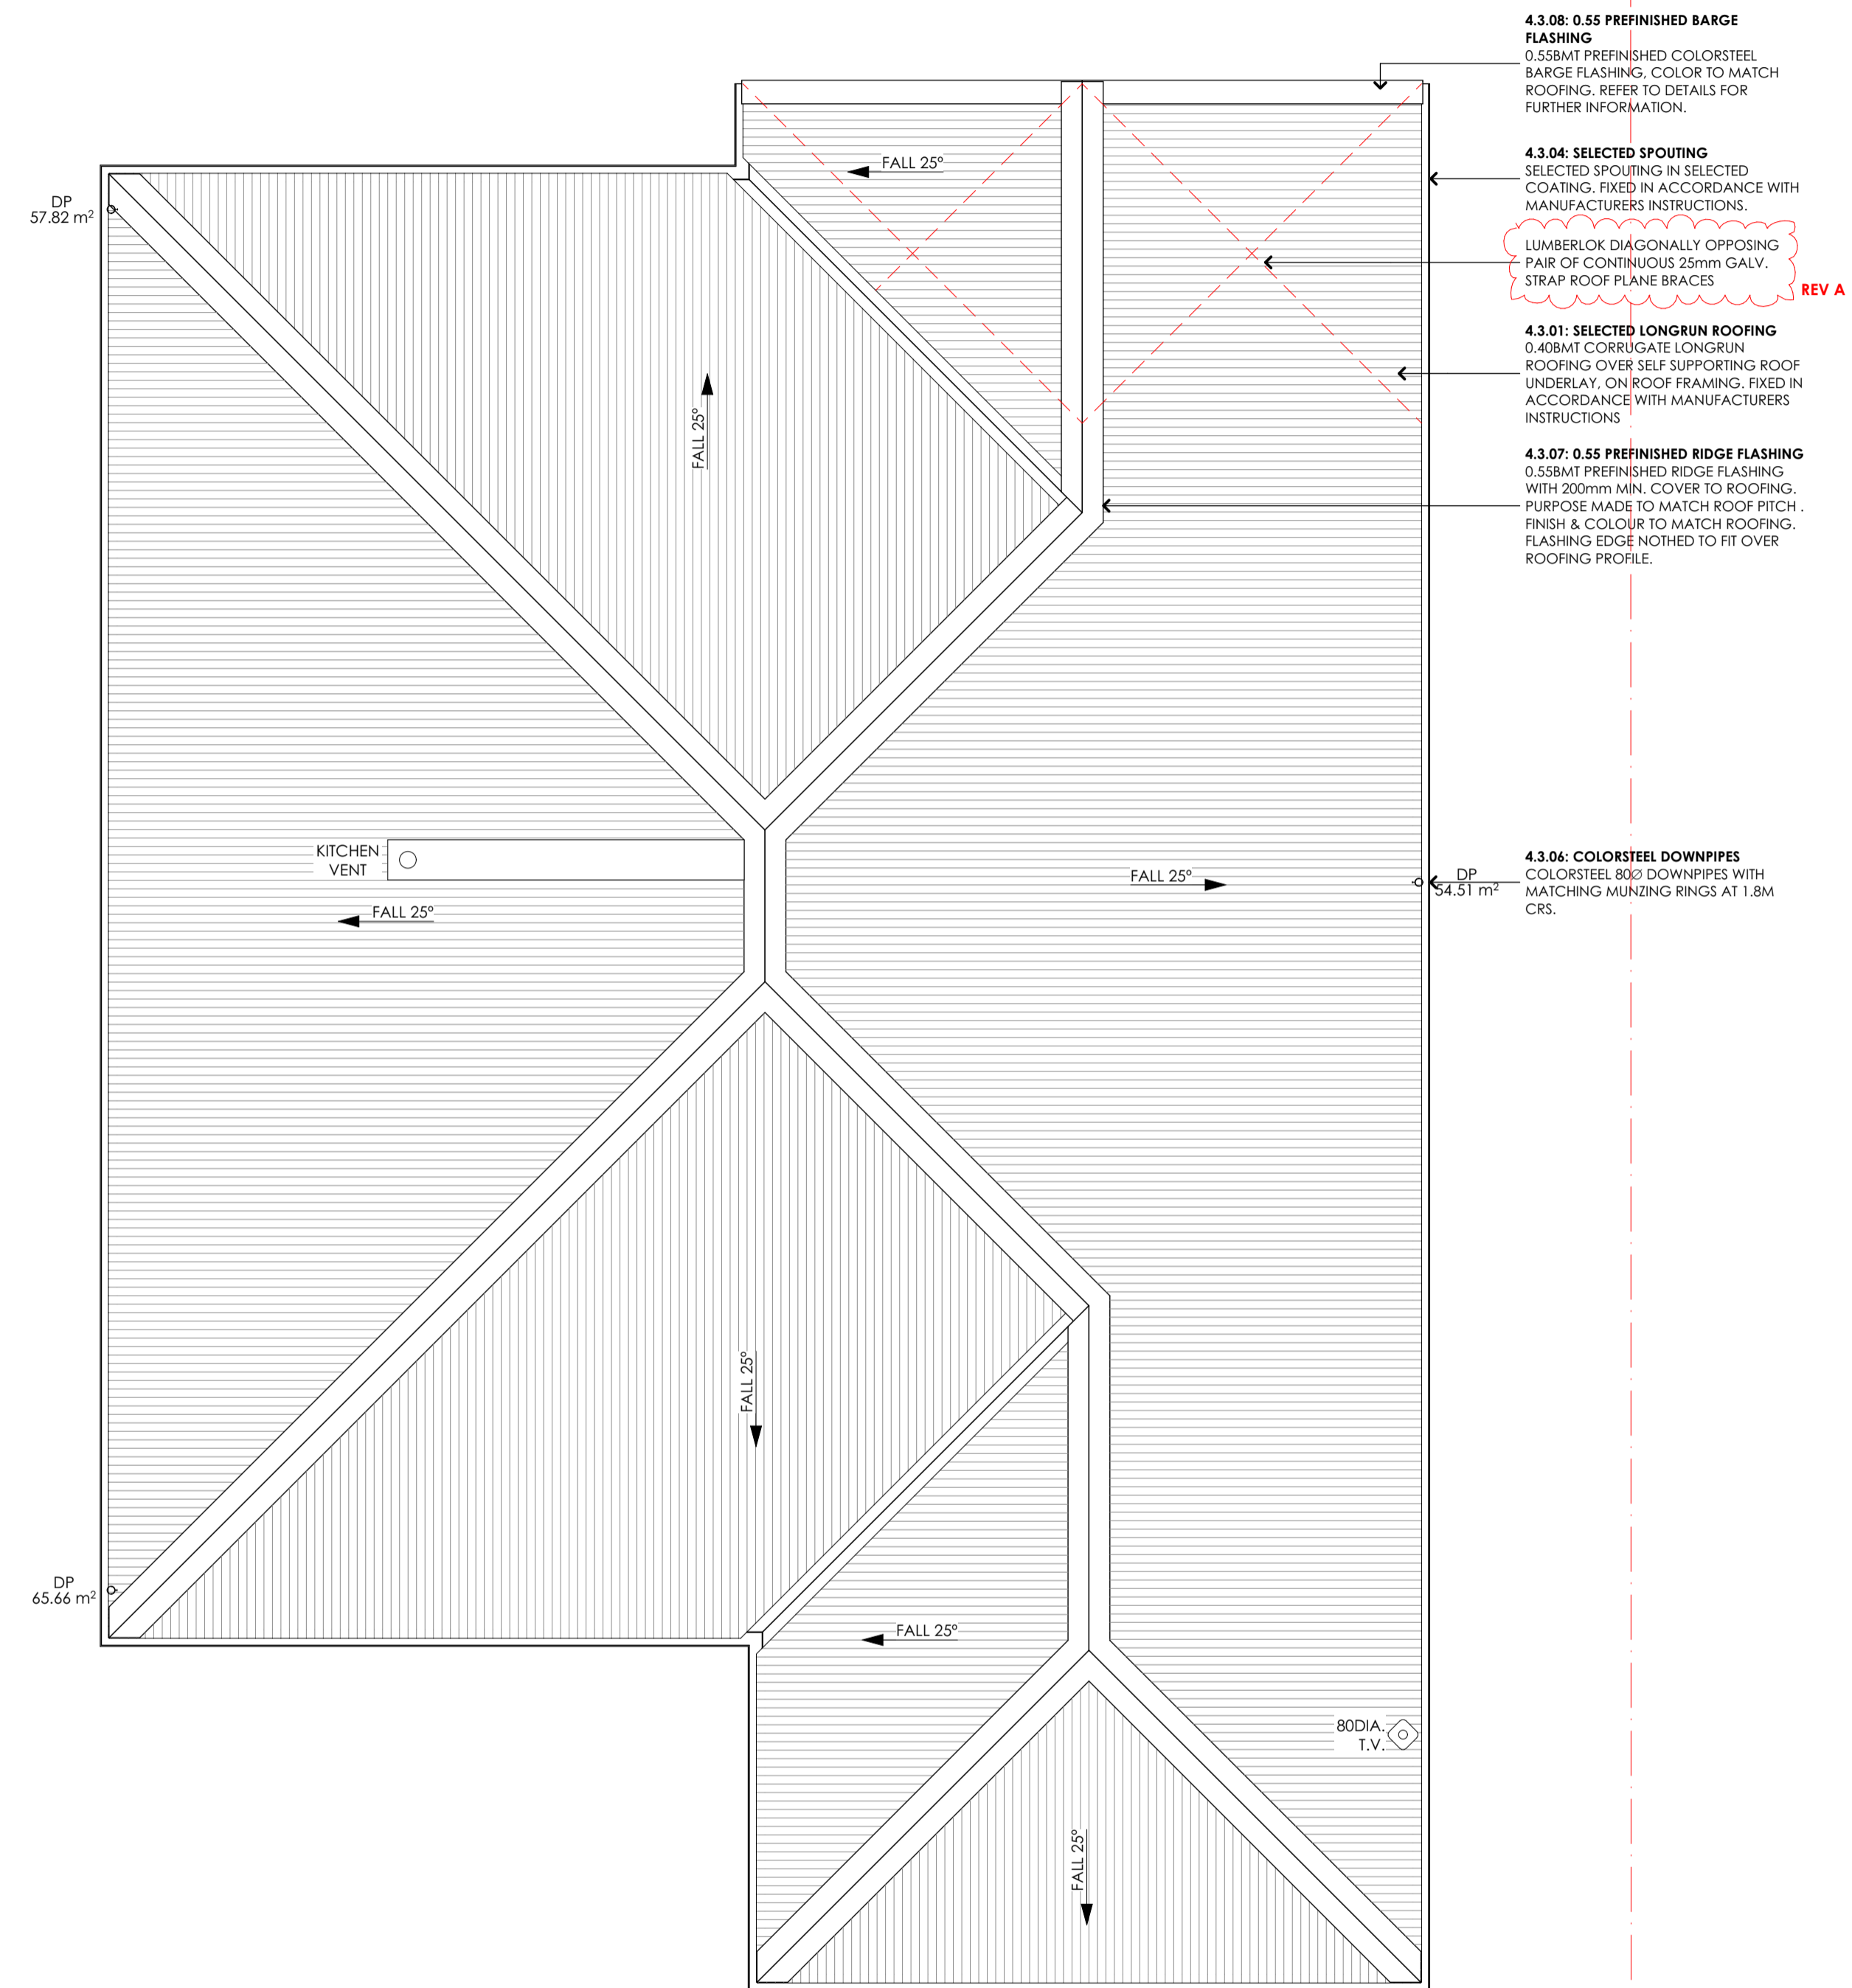 4.3.08: 0.55 PREFINISHED BARGE
FLASHING
0.55BMT PREFINISHED COLORSTEEL
BARGE FLASHING, COLOR TO MATCH
ROOFING. REFER TO DETAILS FOR
FURTHER INFORMATION.
4.3.04: SELECTED SPOUTING
SELECTED SPOUTING IN SELECTED
COATING. FIXED IN ACCORDANCE WITH
MANUFACTURERS INSTRUCTIONS.
LUMBERLOK DIAGONALLY OPPOSING
PAIR OF CONTINUOUS 25mm GALV.
STRAP ROOF PLANE BRACES
REV A
4.3.01: SELECTED LONGRUN ROOFING
0.40BMT CORRUGATE LONGRUN
ROOFING OVER SELF SUPPORTING ROOF
UNDERLAY, ON ROOF FRAMING. FIXED IN
ACCORDANCE WITH MANUFACTURERS
INSTRUCTIONS
4.3.07: 0.55 PREFINISHED RIDGE FLASHING
0.55BMT PREFINISHED RIDGE FLASHING
WITH 200mm MIN. COVER TO ROOFING.
PURPOSE MADE TO MATCH ROOF PITCH .
FINISH & COLOUR TO MATCH ROOFING.
FLASHING EDGE NOTHED TO FIT OVER
ROOFING PROFILE.
4.3.06: COLORSTEEL DOWNPIPES
COLORSTEEL 80Ø DOWNPIPES WITH
MATCHING MUNZING RINGS AT 1.8M
CRS.
FALL 25°
DP
57.82 m²
FALL 25°
KITCHEN
VENT
FALL 25°
FALL 25°
DP
54.51 m²
FALL 25°
DP
65.66 m²
FALL 25°
80DIA.
T.V.
FALL 25°